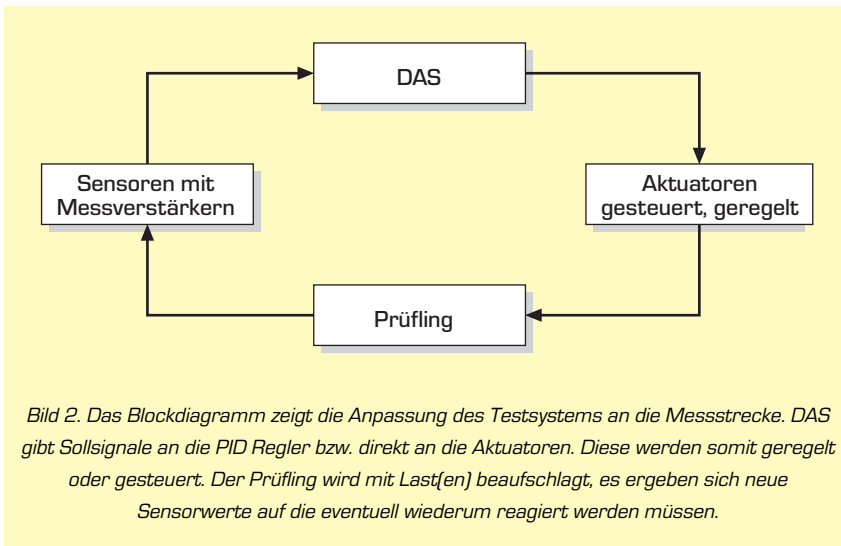 DAS
Sensoren mit
Messverstärkern
Aktuatoren
gesteuert, geregelt
Prüfling
Bild 2. Das Blockdiagramm zeigt die Anpassung des Testsystems an die Messstrecke. DAS
gibt Sollsignale an die PID Regler bzw. direkt an die Aktuatoren. Diese werden somit geregelt
oder gesteuert. Der Prüfling wird mit Last(en) beaufschlagt, es ergeben sich neue
Sensorwerte auf die eventuell wiederum reagiert werden müssen.